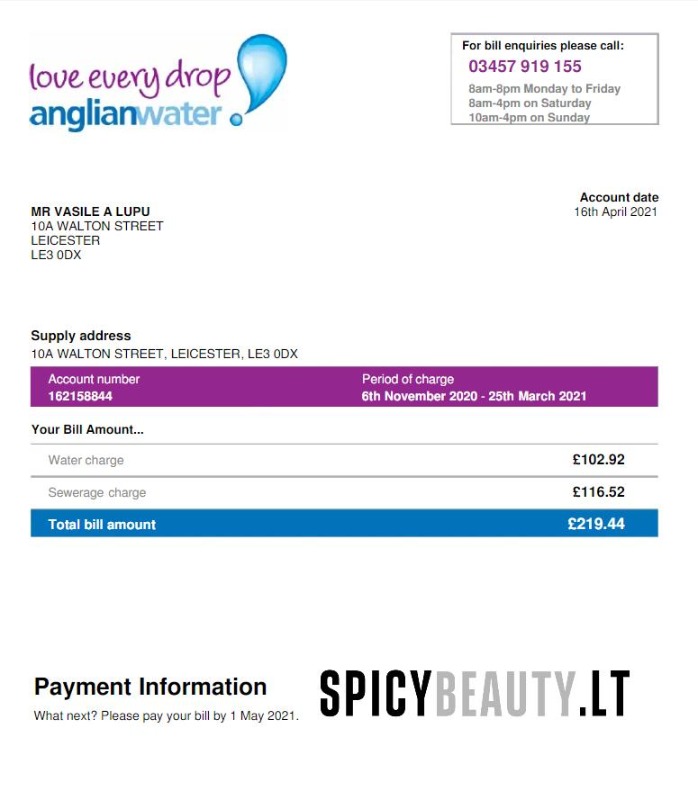 love every drop
anglianwater
For bill enquiries please call:
03457 919 155
8am-8pm Monday to Friday
8am-4pm on Saturday
10am-4pm on Sunday
Account date
16th April 2021
MR VASILE A LUPU
10A WALTON STREET
LEICESTER
LE3 0DX
Supply address
10A WALTON STREET, LEICESTER, LE3 0DX
Account number Period of charge
162158844 6th November 2020 - 25th March 2021
Your Bill Amount...
Water charge £102.92
Sewerage charge £116.52
Total bill amount £219.44
Payment Information
What next? Please pay your bill by 1 May 2021.
SPICYBEAUTY.LT